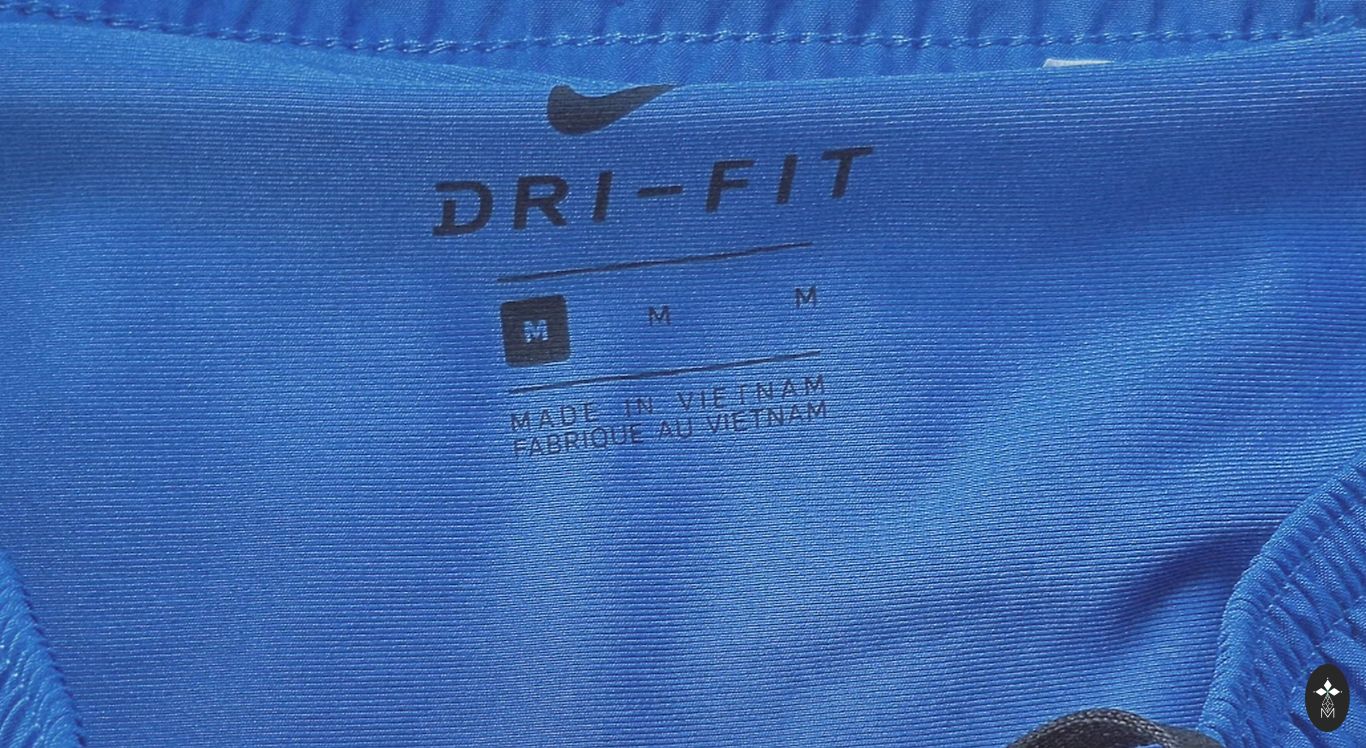 DRI-FIT
M M M
MADE IN VIETNAM
FABRIQUE AU VIETNAM
M